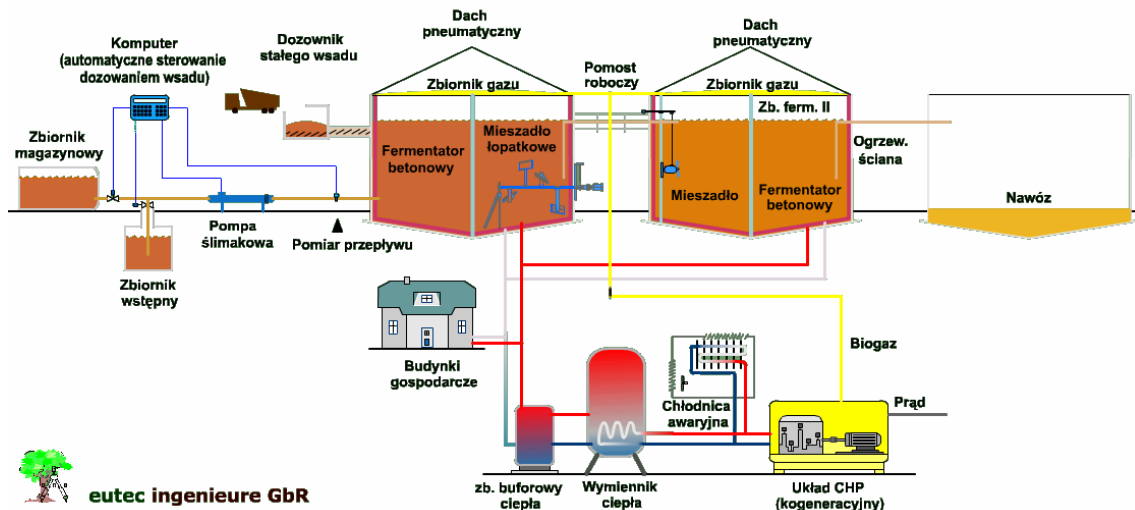 Dach
pneumatyczny
Dach
pneumatyczny
Komputer
(automatyczne sterowanie
dozowaniem wsadu)
Dozownik
stałego wsadu
Zbiornik gazu
Pomost
roboczy
Zbiornik gazu
Zb. ferm. II
Zbiornik
magazynowy
Fermentator
betonowy
Mieszadło
łopatkowe
Mieszadło
Fermentator
betonowy
Ogrzew.
ściana
Nawóz
Pompa
ślimakowa
Pomiar przepływu
Zbiornik
wstępny
Budynki
gospodarcze
Biogaz
Chłodnica
awaryjna
Prąd
zb. buforowy
ciepła
Wymiennik
ciepła
Układ CHP
(kogeneracyjny)
eutec ingenieure GbR